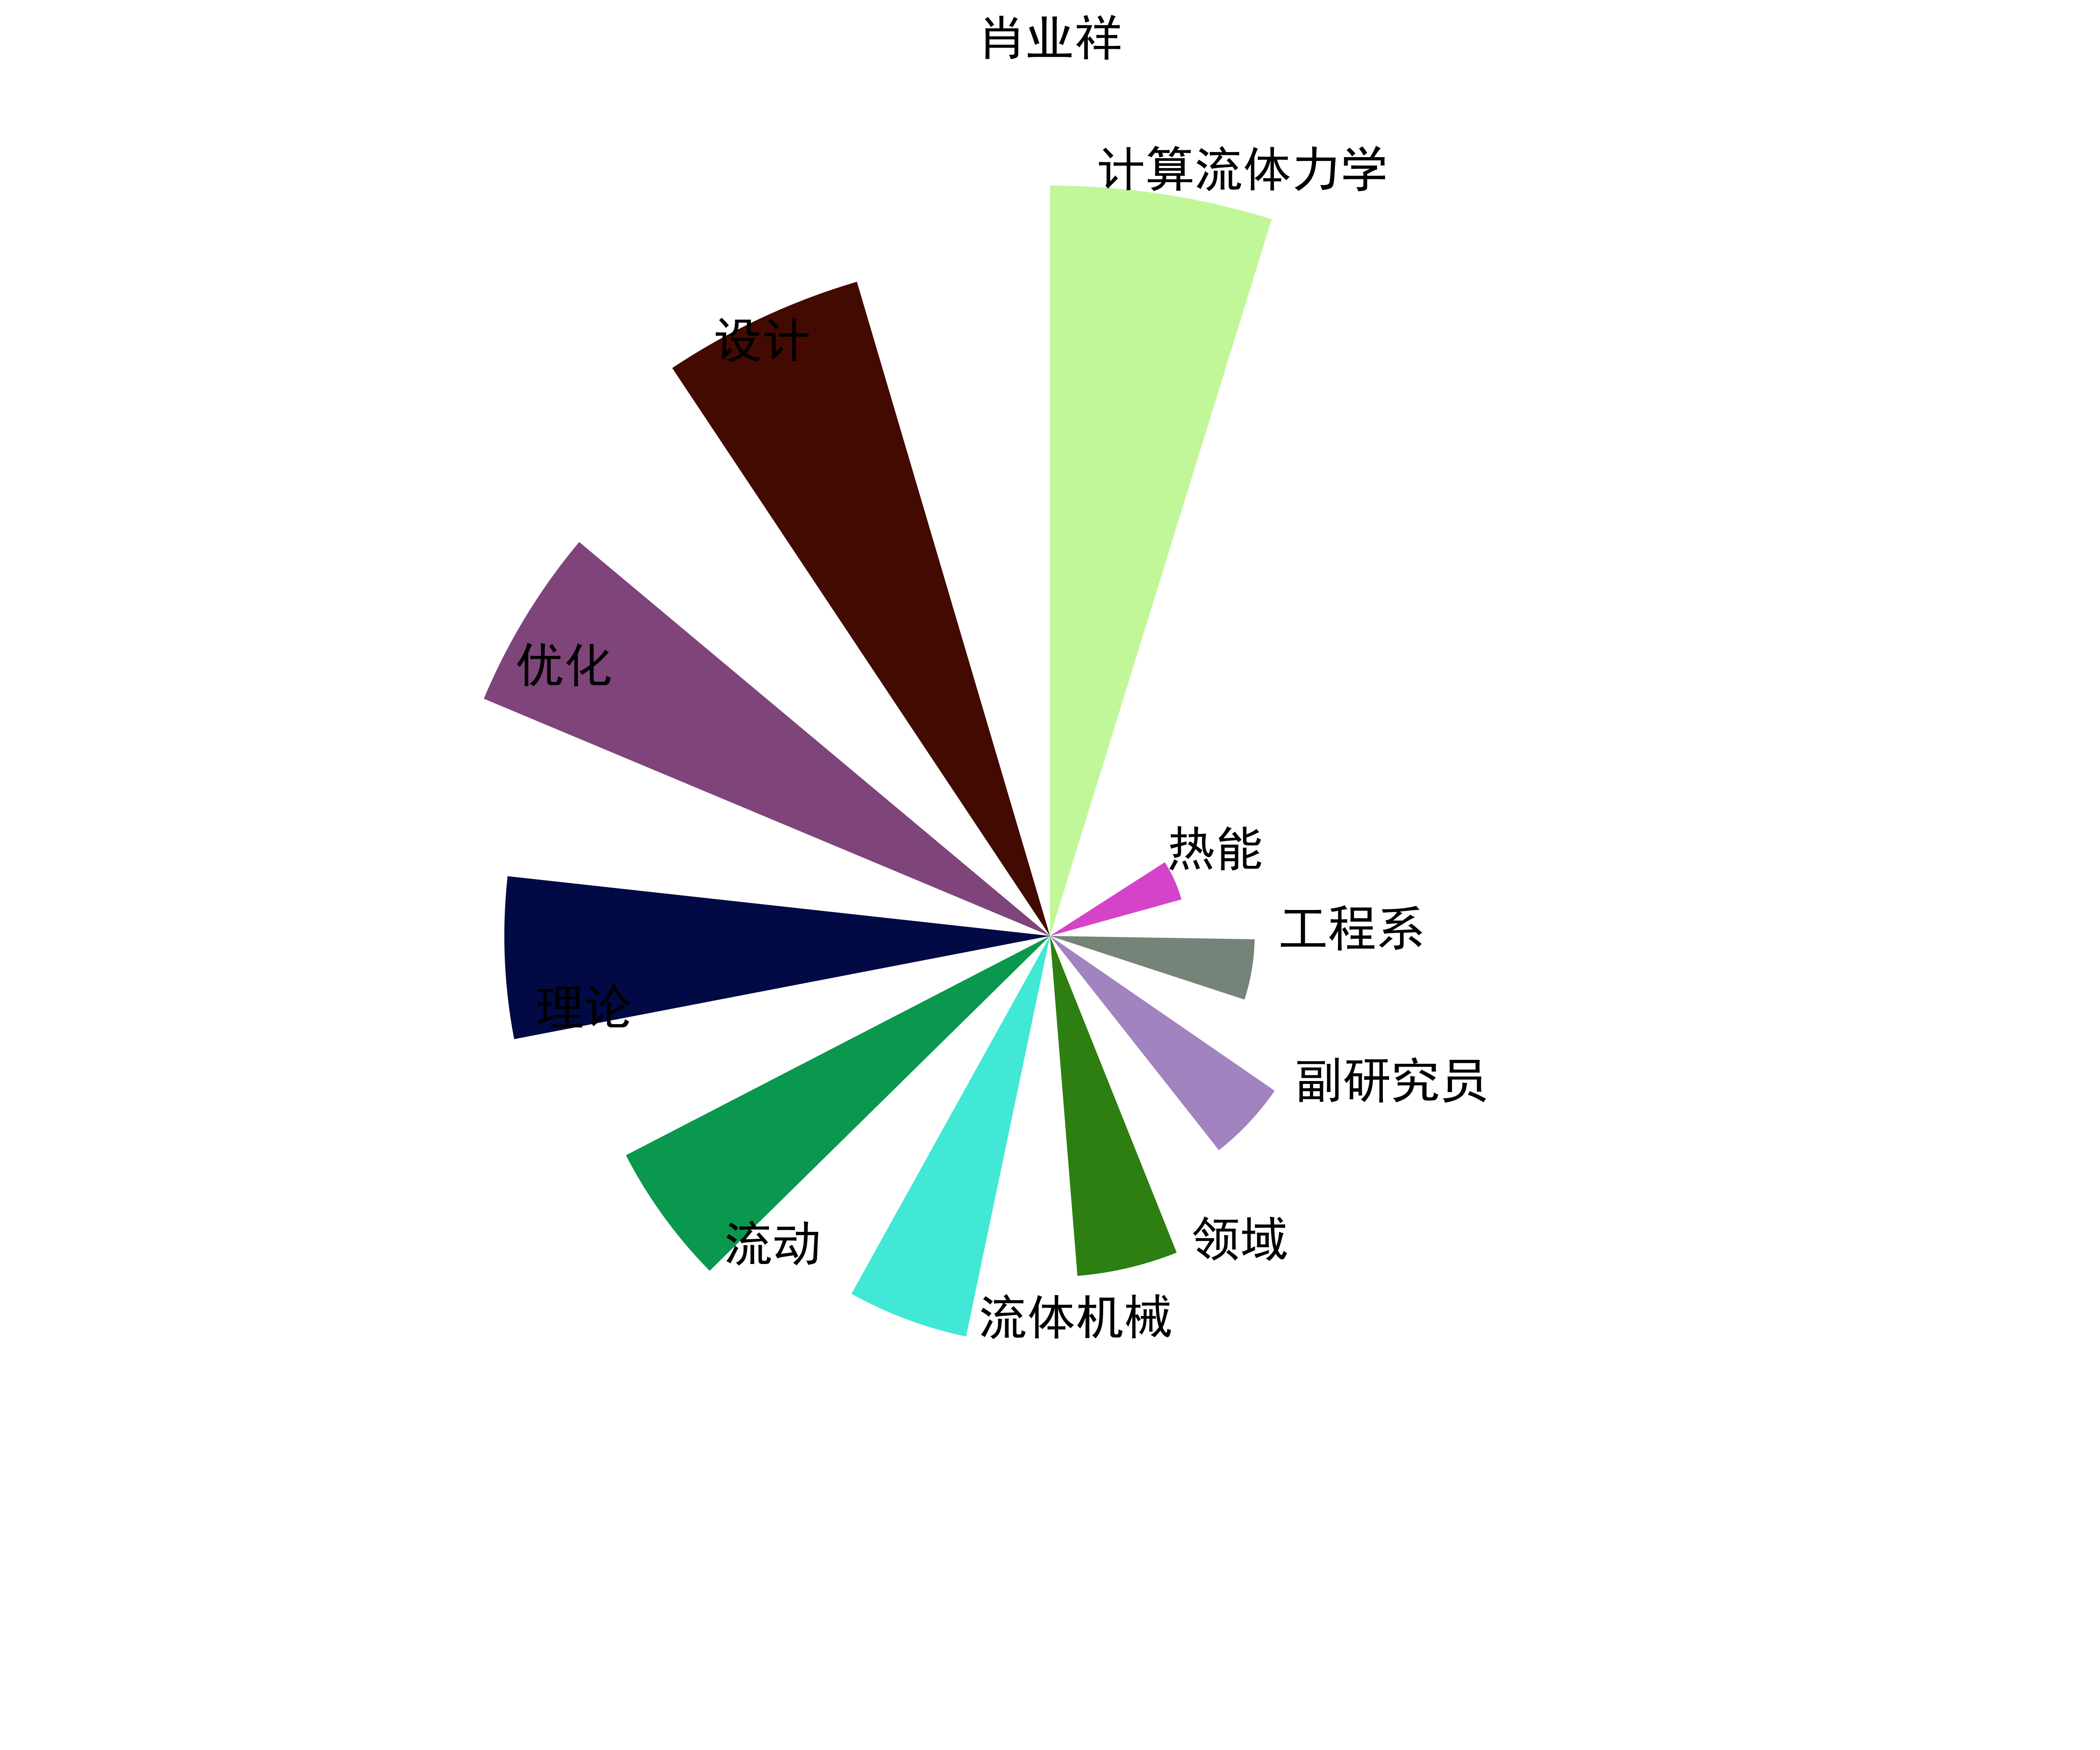 肖业祥
计算流体力学
设计
优化
热能
工程系
理论
副研究员
领域
流动
流体机械